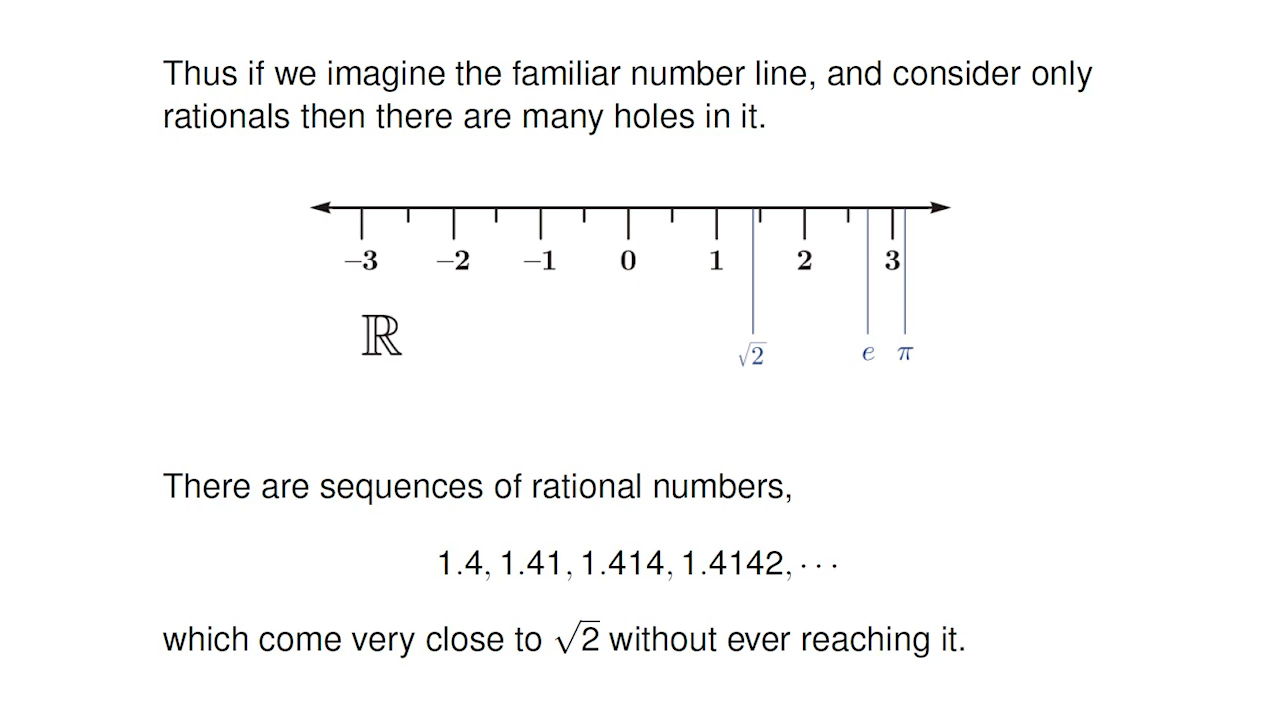 Thus if we imagine the familiar number line, and consider only
rationals then there are many holes in it.
−3 −2 −1 0 1 2 3
ℝ
√2 e π
There are sequences of rational numbers,
1.4, 1.41, 1.414, 1.4142, ···
which come very close to √2 without ever reaching it.